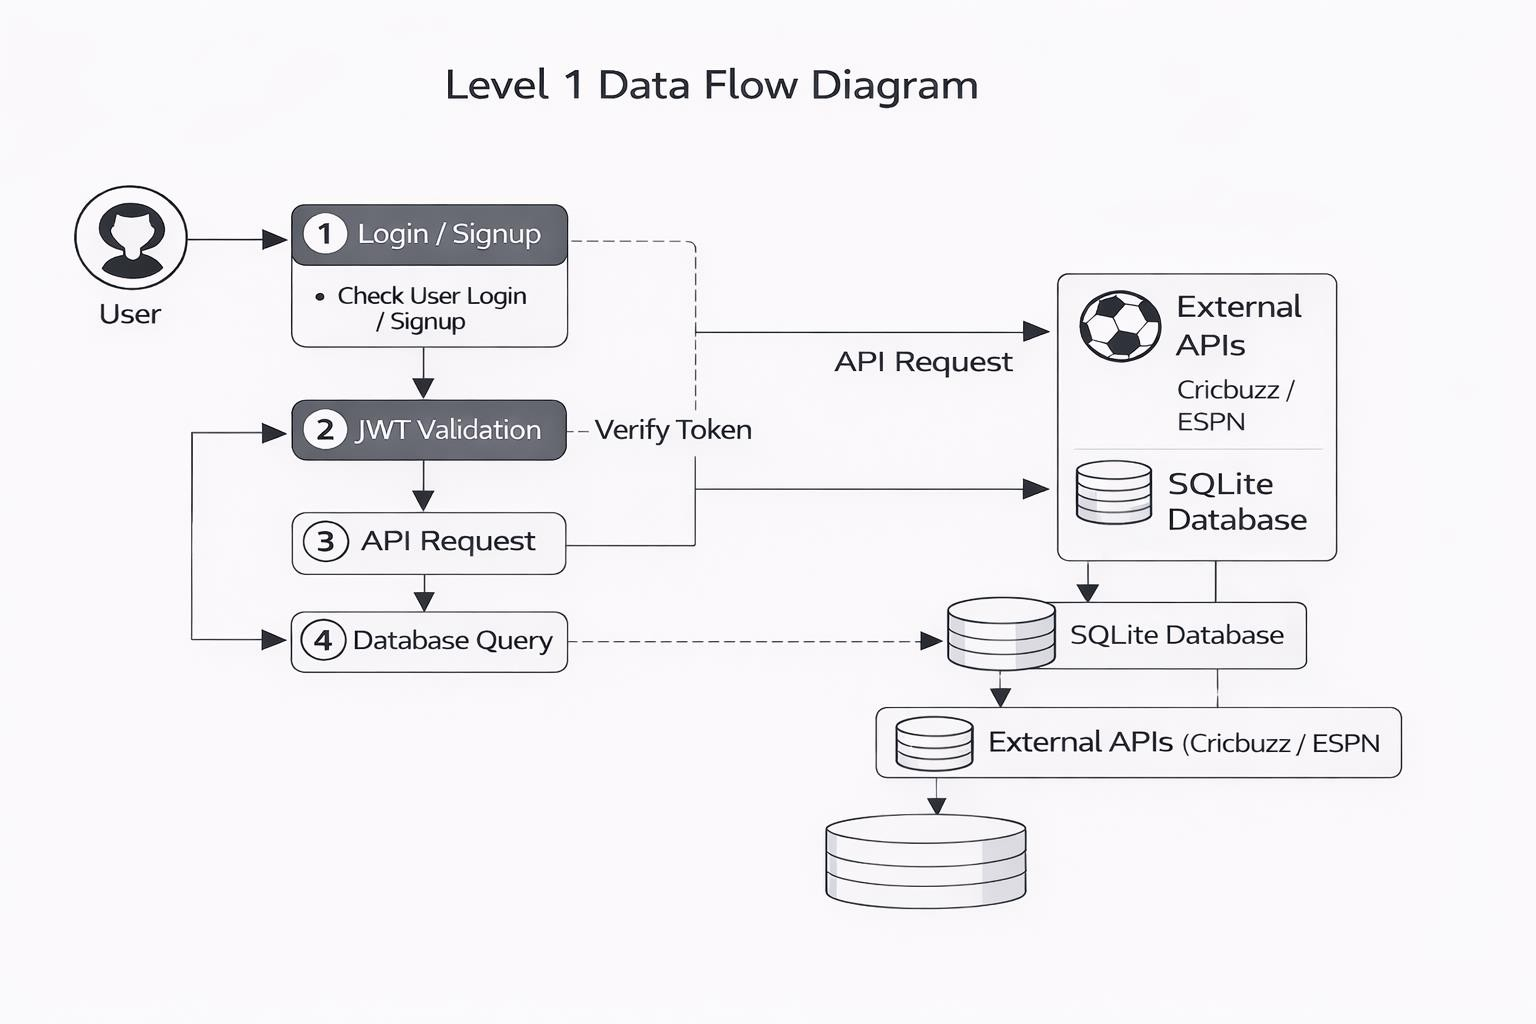 Level 1 Data Flow Diagram
User
1 Login / Signup
• Check User Login
/ Signup
2 JWT Validation
Verify Token
3 API Request
4 Database Query
API Request
External
APIs
Cricbuzz /
ESPN
SQLite
Database
SQLite Database
External APIs (Cricbuzz / ESPN